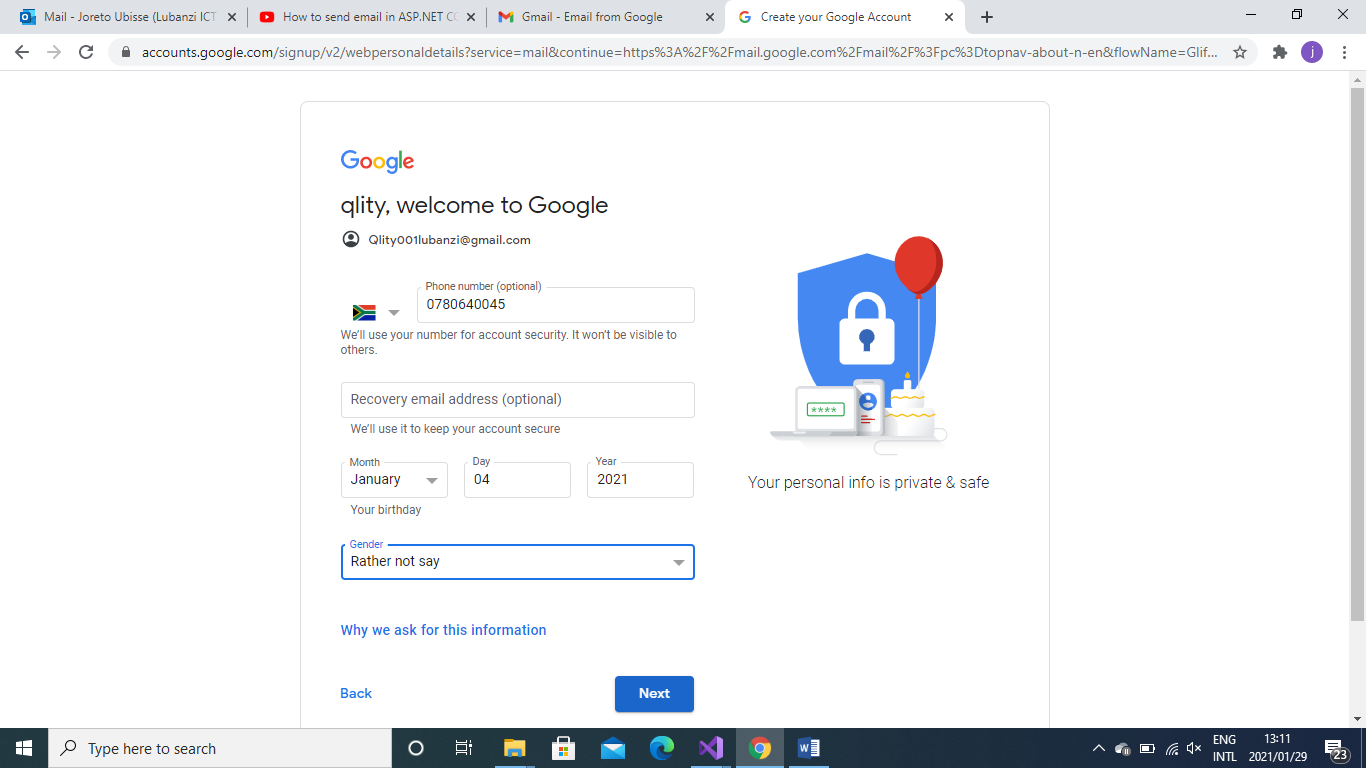 Mail - Joreto Ubisse (Lubanzi ICT
How to send email in ASP.NET CO
Gmail - Email from Google
Create your Google Account
accounts.google.com/signup/v2/webpersonaldetails?service=mail&continue=https%3A%2F%2Fmail.google.com%2Fmail%2F%3Fpc%3Dtopnav-about-n-en&flowName=Glif...
j
Google
qlity, welcome to Google
Qlity001lubanzi@gmail.com
Phone number (optional)
0780640045
We'll use your number for account security. It won't be visible to
others.
Recovery email address (optional)
We'll use it to keep your account secure
Month
January
Day
04
Year
2021
Your birthday
Gender
Rather not say
Why we ask for this information
Back
Next
****
Your personal info is private & safe
Type here to search
ENG
INTL
13:11
2021/01/29
23